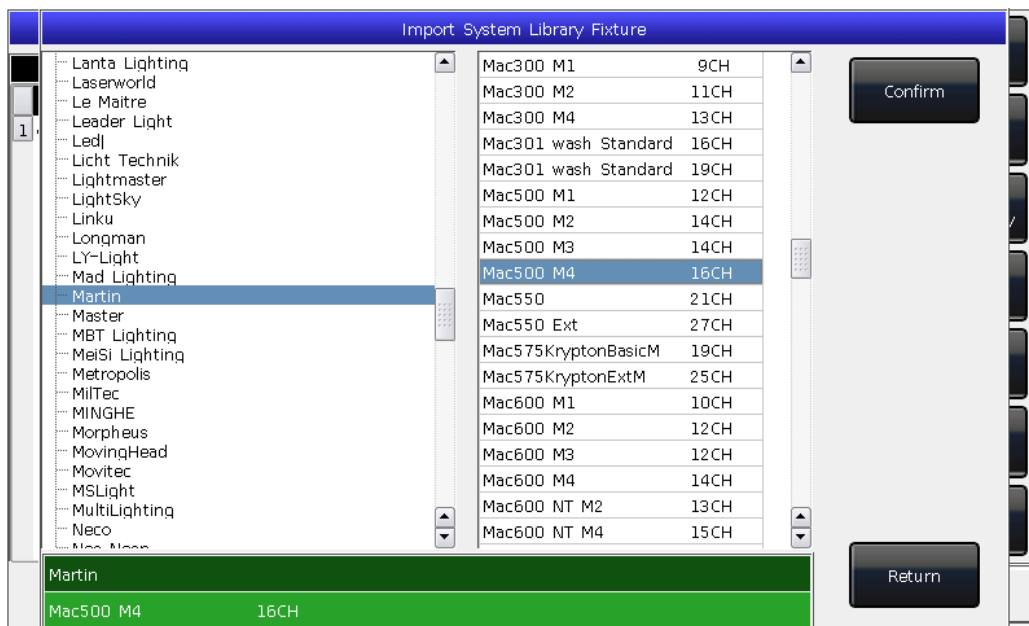 Import System Library Fixture
1
Lanta Lighting
Laserworld
Le Maitre
Leader Light
Led|
Licht Technik
Lightmaster
LightSky
Linku
Longman
LY-Light
Mad Lighting
Martin
Master
MBT Lighting
MeiSi Lighting
Metropolis
MilTec
MINGHE
Morpheus
MovingHead
Movitec
MSLight
MultiLighting
Neco
Mac300 M1 9CH
Mac300 M2 11CH
Mac300 M4 13CH
Mac301 wash Standard 16CH
Mac301 wash Standard 19CH
Mac500 M1 12CH
Mac500 M2 14CH
Mac500 M3 14CH
Mac500 M4 16CH
Mac550 21CH
Mac550 Ext 27CH
Mac575KryptonBasicM 19CH
Mac575KryptonExtM 25CH
Mac600 M1 10CH
Mac600 M2 12CH
Mac600 M3 12CH
Mac600 M4 14CH
Mac600 NT M2 13CH
Mac600 NT M4 15CH
Confirm
Return
Martin
Mac500 M4 16CH